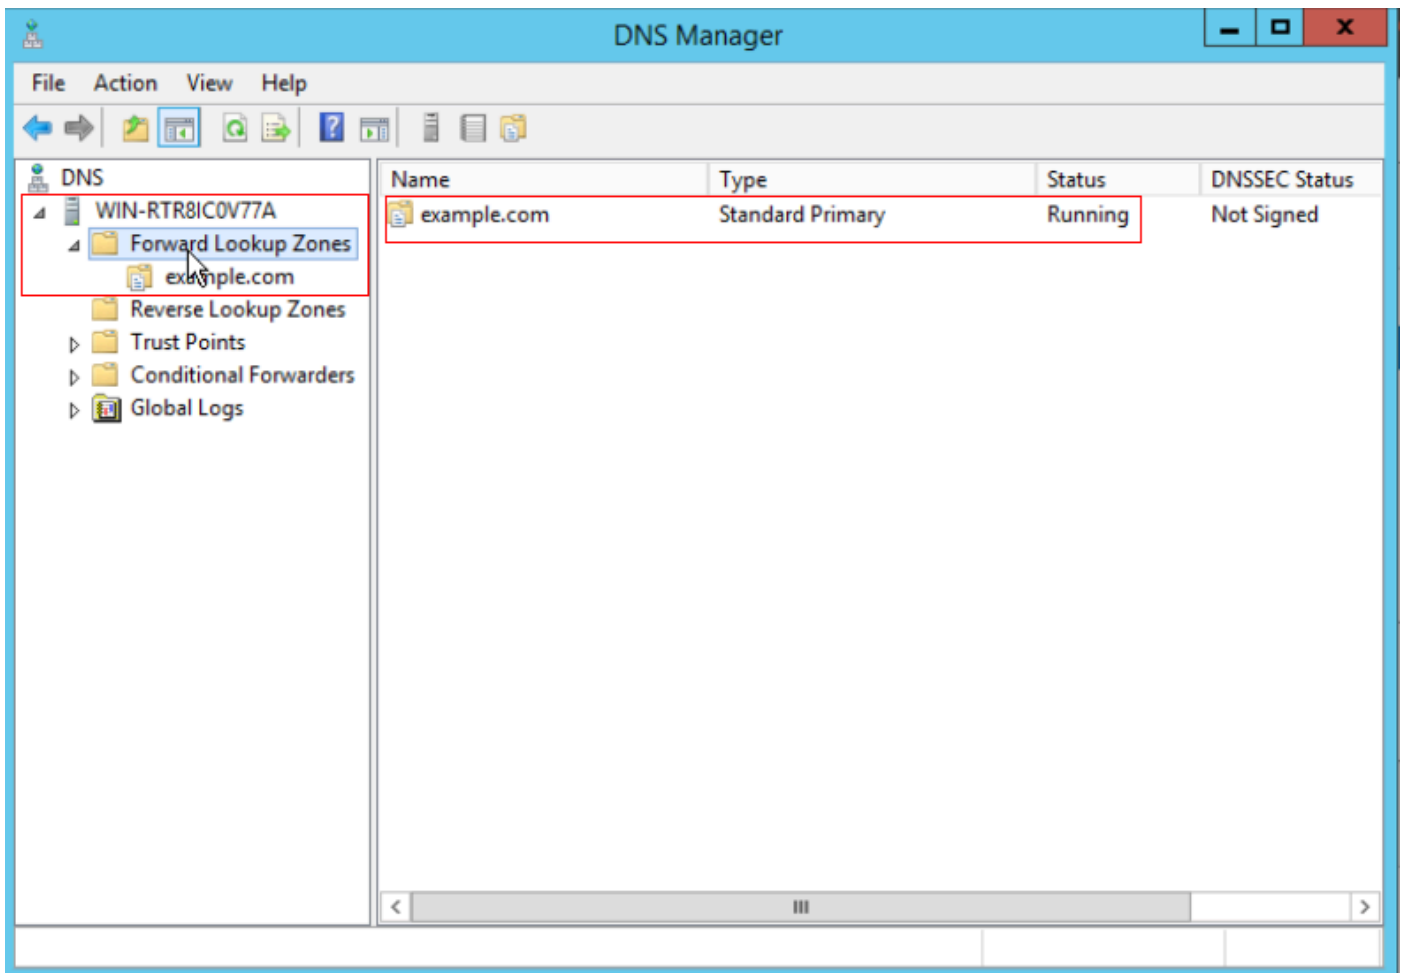 DNS Manager
File Action View Help
DNS
WIN-RTR8IC0V77A
Forward Lookup Zones
example.com
Reverse Lookup Zones
Trust Points
Conditional Forwarders
Global Logs
Name Type Status DNSSEC Status
example.com Standard Primary Running Not Signed